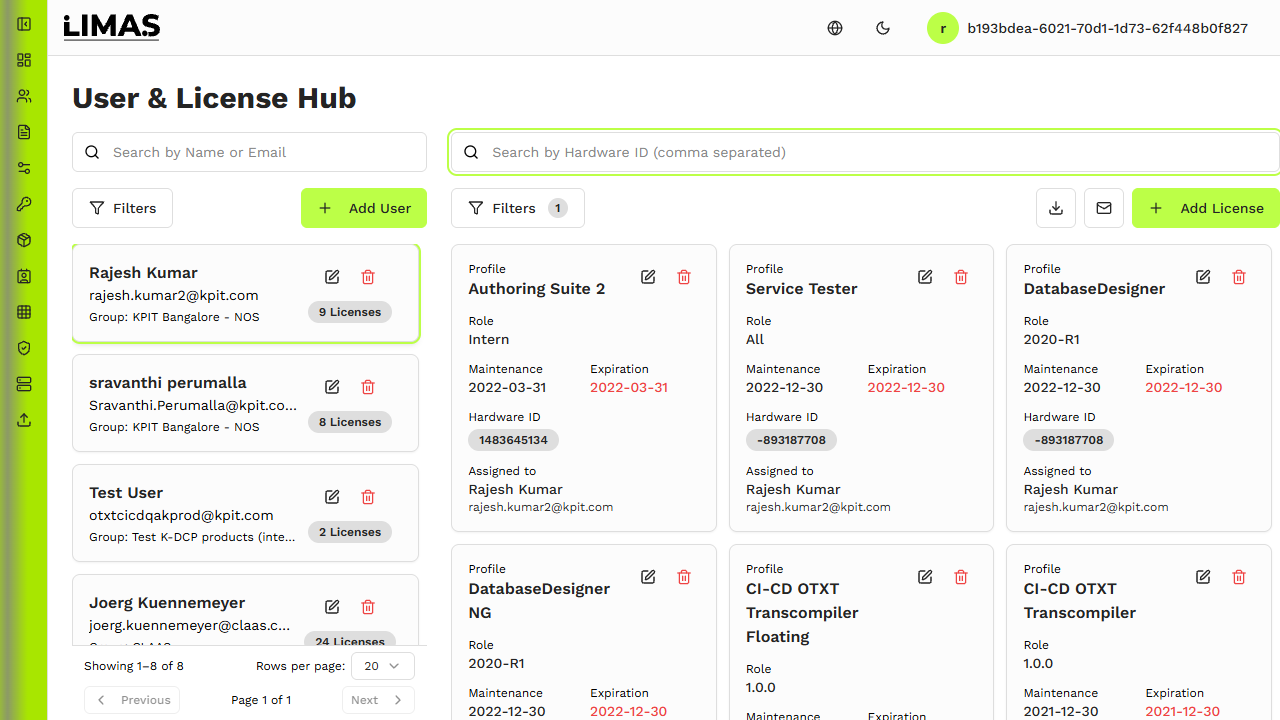 LIMAS
r
b193bdea-6021-70d1-1d73-62f448b0f827
User & License Hub
Search by Name or Email
Search by Hardware ID (comma separated)
Filters
Add User
Filters 1
Add License
Rajesh Kumar
rajesh.kumar2@kpit.com
Group: KPIT Bangalore - NOS
9 Licenses
sravanthi perumalla
Sravanthi.Perumalla@kpit.co...
Group: KPIT Bangalore - NOS
8 Licenses
Test User
otxtcicdqakprod@kpit.com
Group: Test K-DCP products (inte...
2 Licenses
Joerg Kuennemeyer
joerg.kuennemeyer@claas.c...
Group: CLAAS
24 Licenses
Showing 1–8 of 8
Rows per page: 20
Previous
Page 1 of 1
Next
Profile
Authoring Suite 2
Role
Intern
Maintenance Expiration
2022-03-31 2022-03-31
Hardware ID
1483645134
Assigned to
Rajesh Kumar
rajesh.kumar2@kpit.com
Profile
Service Tester
Role
All
Maintenance Expiration
2022-12-30 2022-12-30
Hardware ID
-893187708
Assigned to
Rajesh Kumar
rajesh.kumar2@kpit.com
Profile
DatabaseDesigner
Role
2020-R1
Maintenance Expiration
2022-12-30 2022-12-30
Hardware ID
-893187708
Assigned to
Rajesh Kumar
rajesh.kumar2@kpit.com
Profile
DatabaseDesigner
NG
Role
2020-R1
Maintenance Expiration
2022-12-30 2022-12-30
Profile
CI-CD OTXT
Transcompiler
Floating
Role
1.0.0
Maintenance Expiration
Profile
CI-CD OTXT
Transcompiler
Role
1.0.0
Maintenance Expiration
2021-12-30 2021-12-30